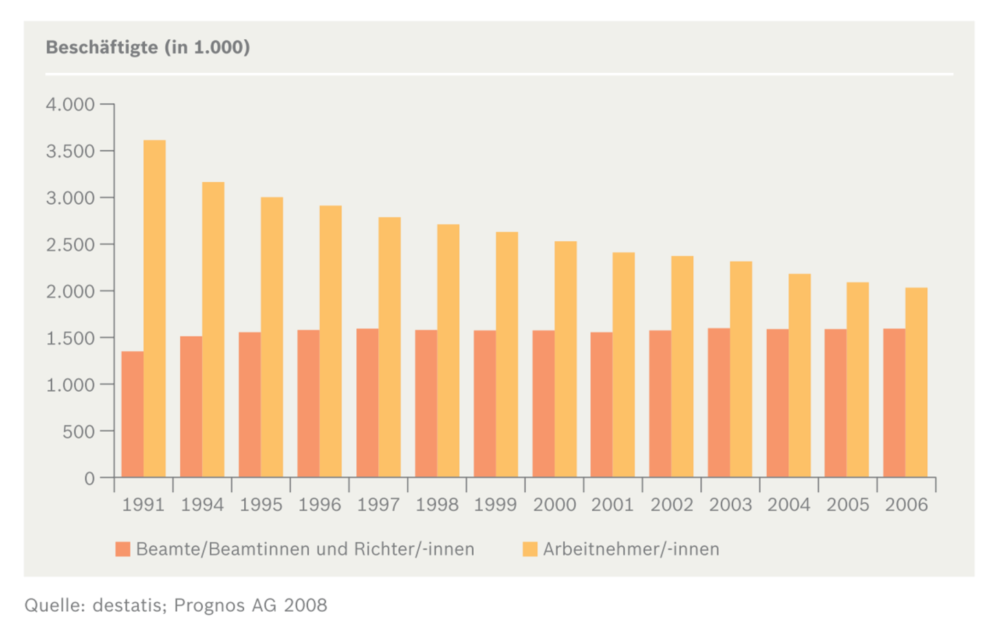 Beschäftigte (in 1.000)
4.000
3.500
3.000
2.500
2.000
1.500
1.000
500
0
1991 1994 1995 1996 1997 1998 1999 2000 2001 2002 2003 2004 2005 2006
Beamte/Beamtinnen und Richter/-innen Arbeitnehmer/-innen
Quelle: destatis; Prognos AG 2008